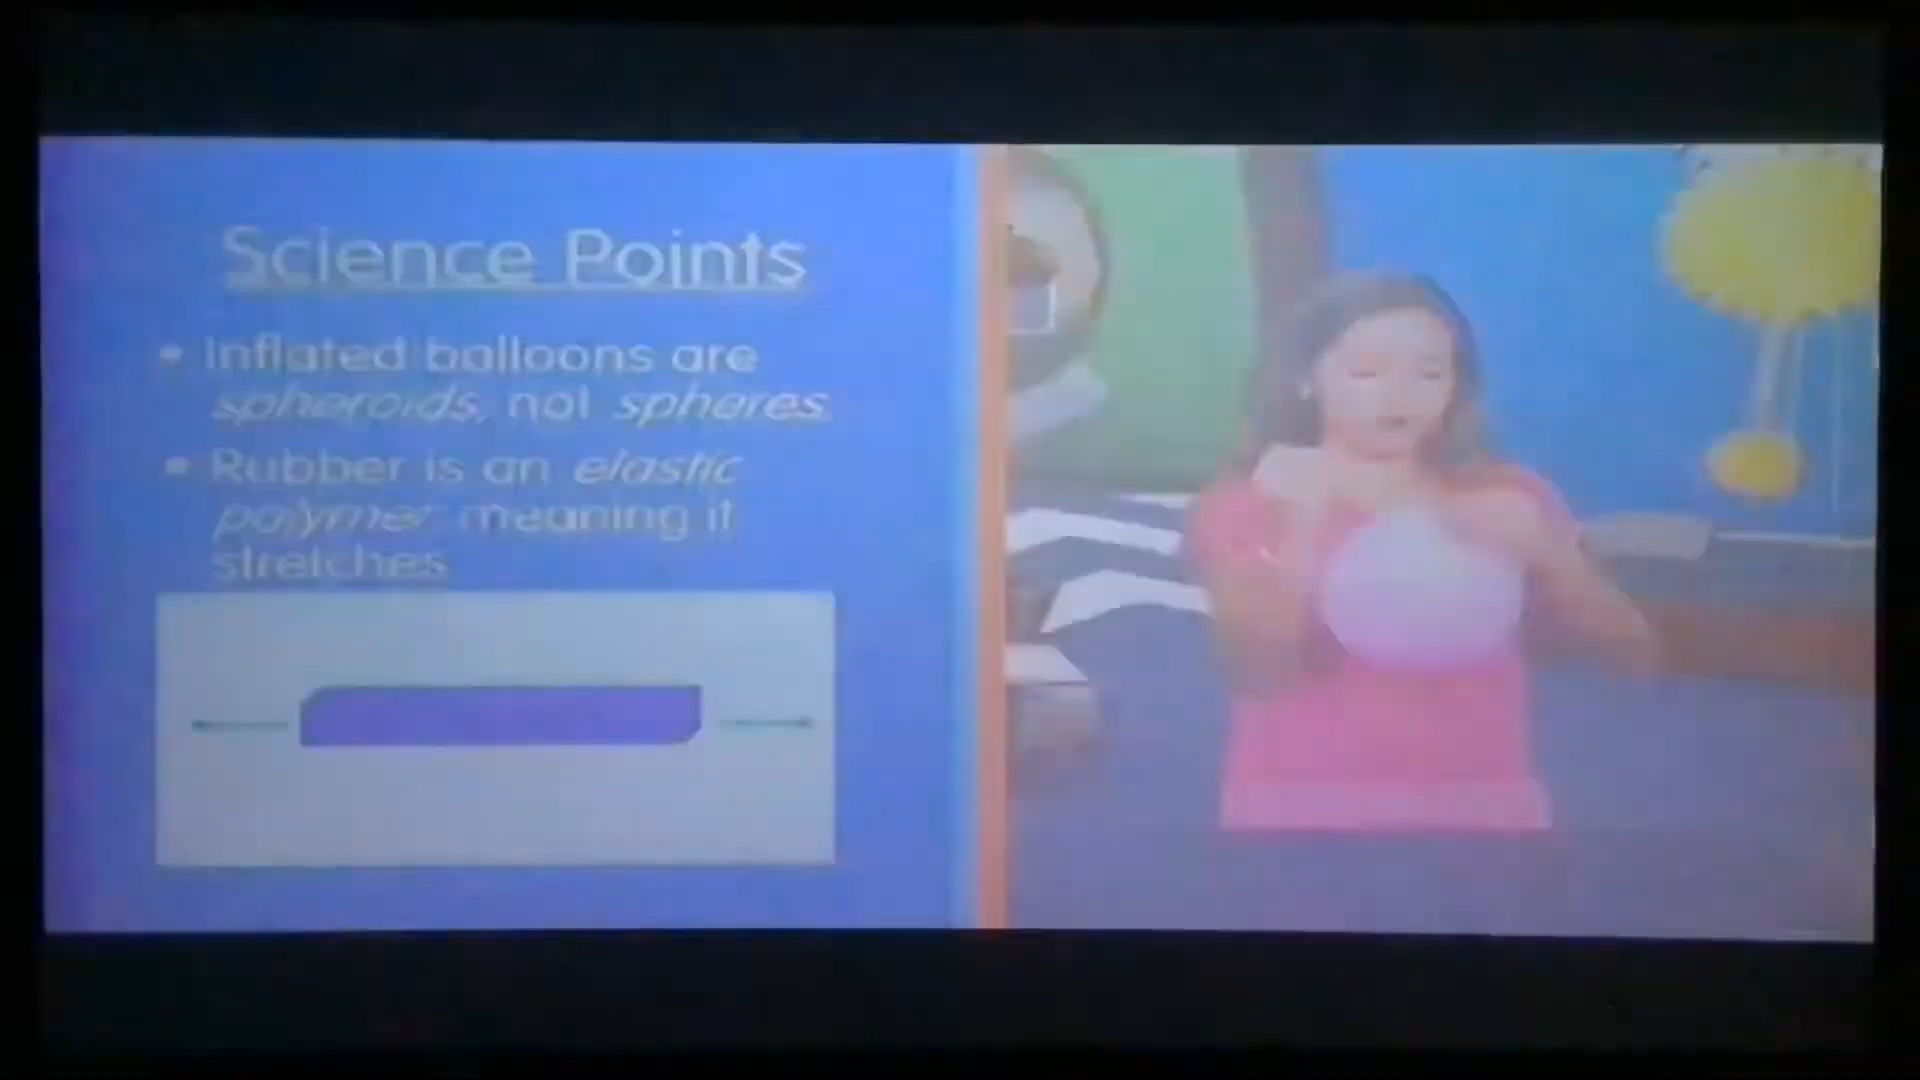 Science Points
• Inflated balloons are
spheroids, not spheres.
• Rubber is an elastic
polymer meaning it
stretches